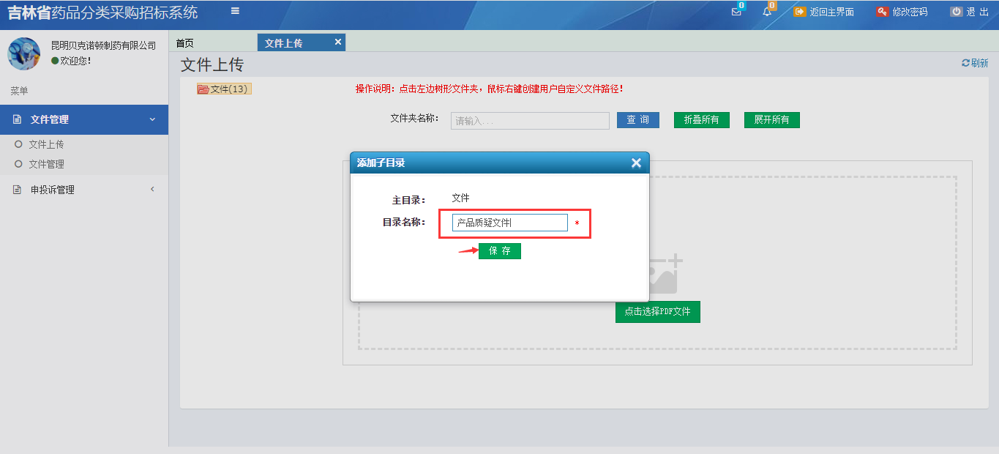 吉林省药品分类采购招标系统
0
0
返回主界面
修改密码
退 出
昆明贝克诺顿制药有限公司
欢迎您!
菜单
文件管理
文件上传
文件管理
申投诉管理
首页
文件上传
文件上传
刷新
文件(13)
操作说明: 点击左边树形文件夹, 鼠标右键创建用户自定义文件路径!
文件夹名称:
请输入...
查 询
折叠所有
展开所有
添加子目录
主目录:
文件
目录名称:
产品质疑文件
*
保 存
点击选择PDF文件